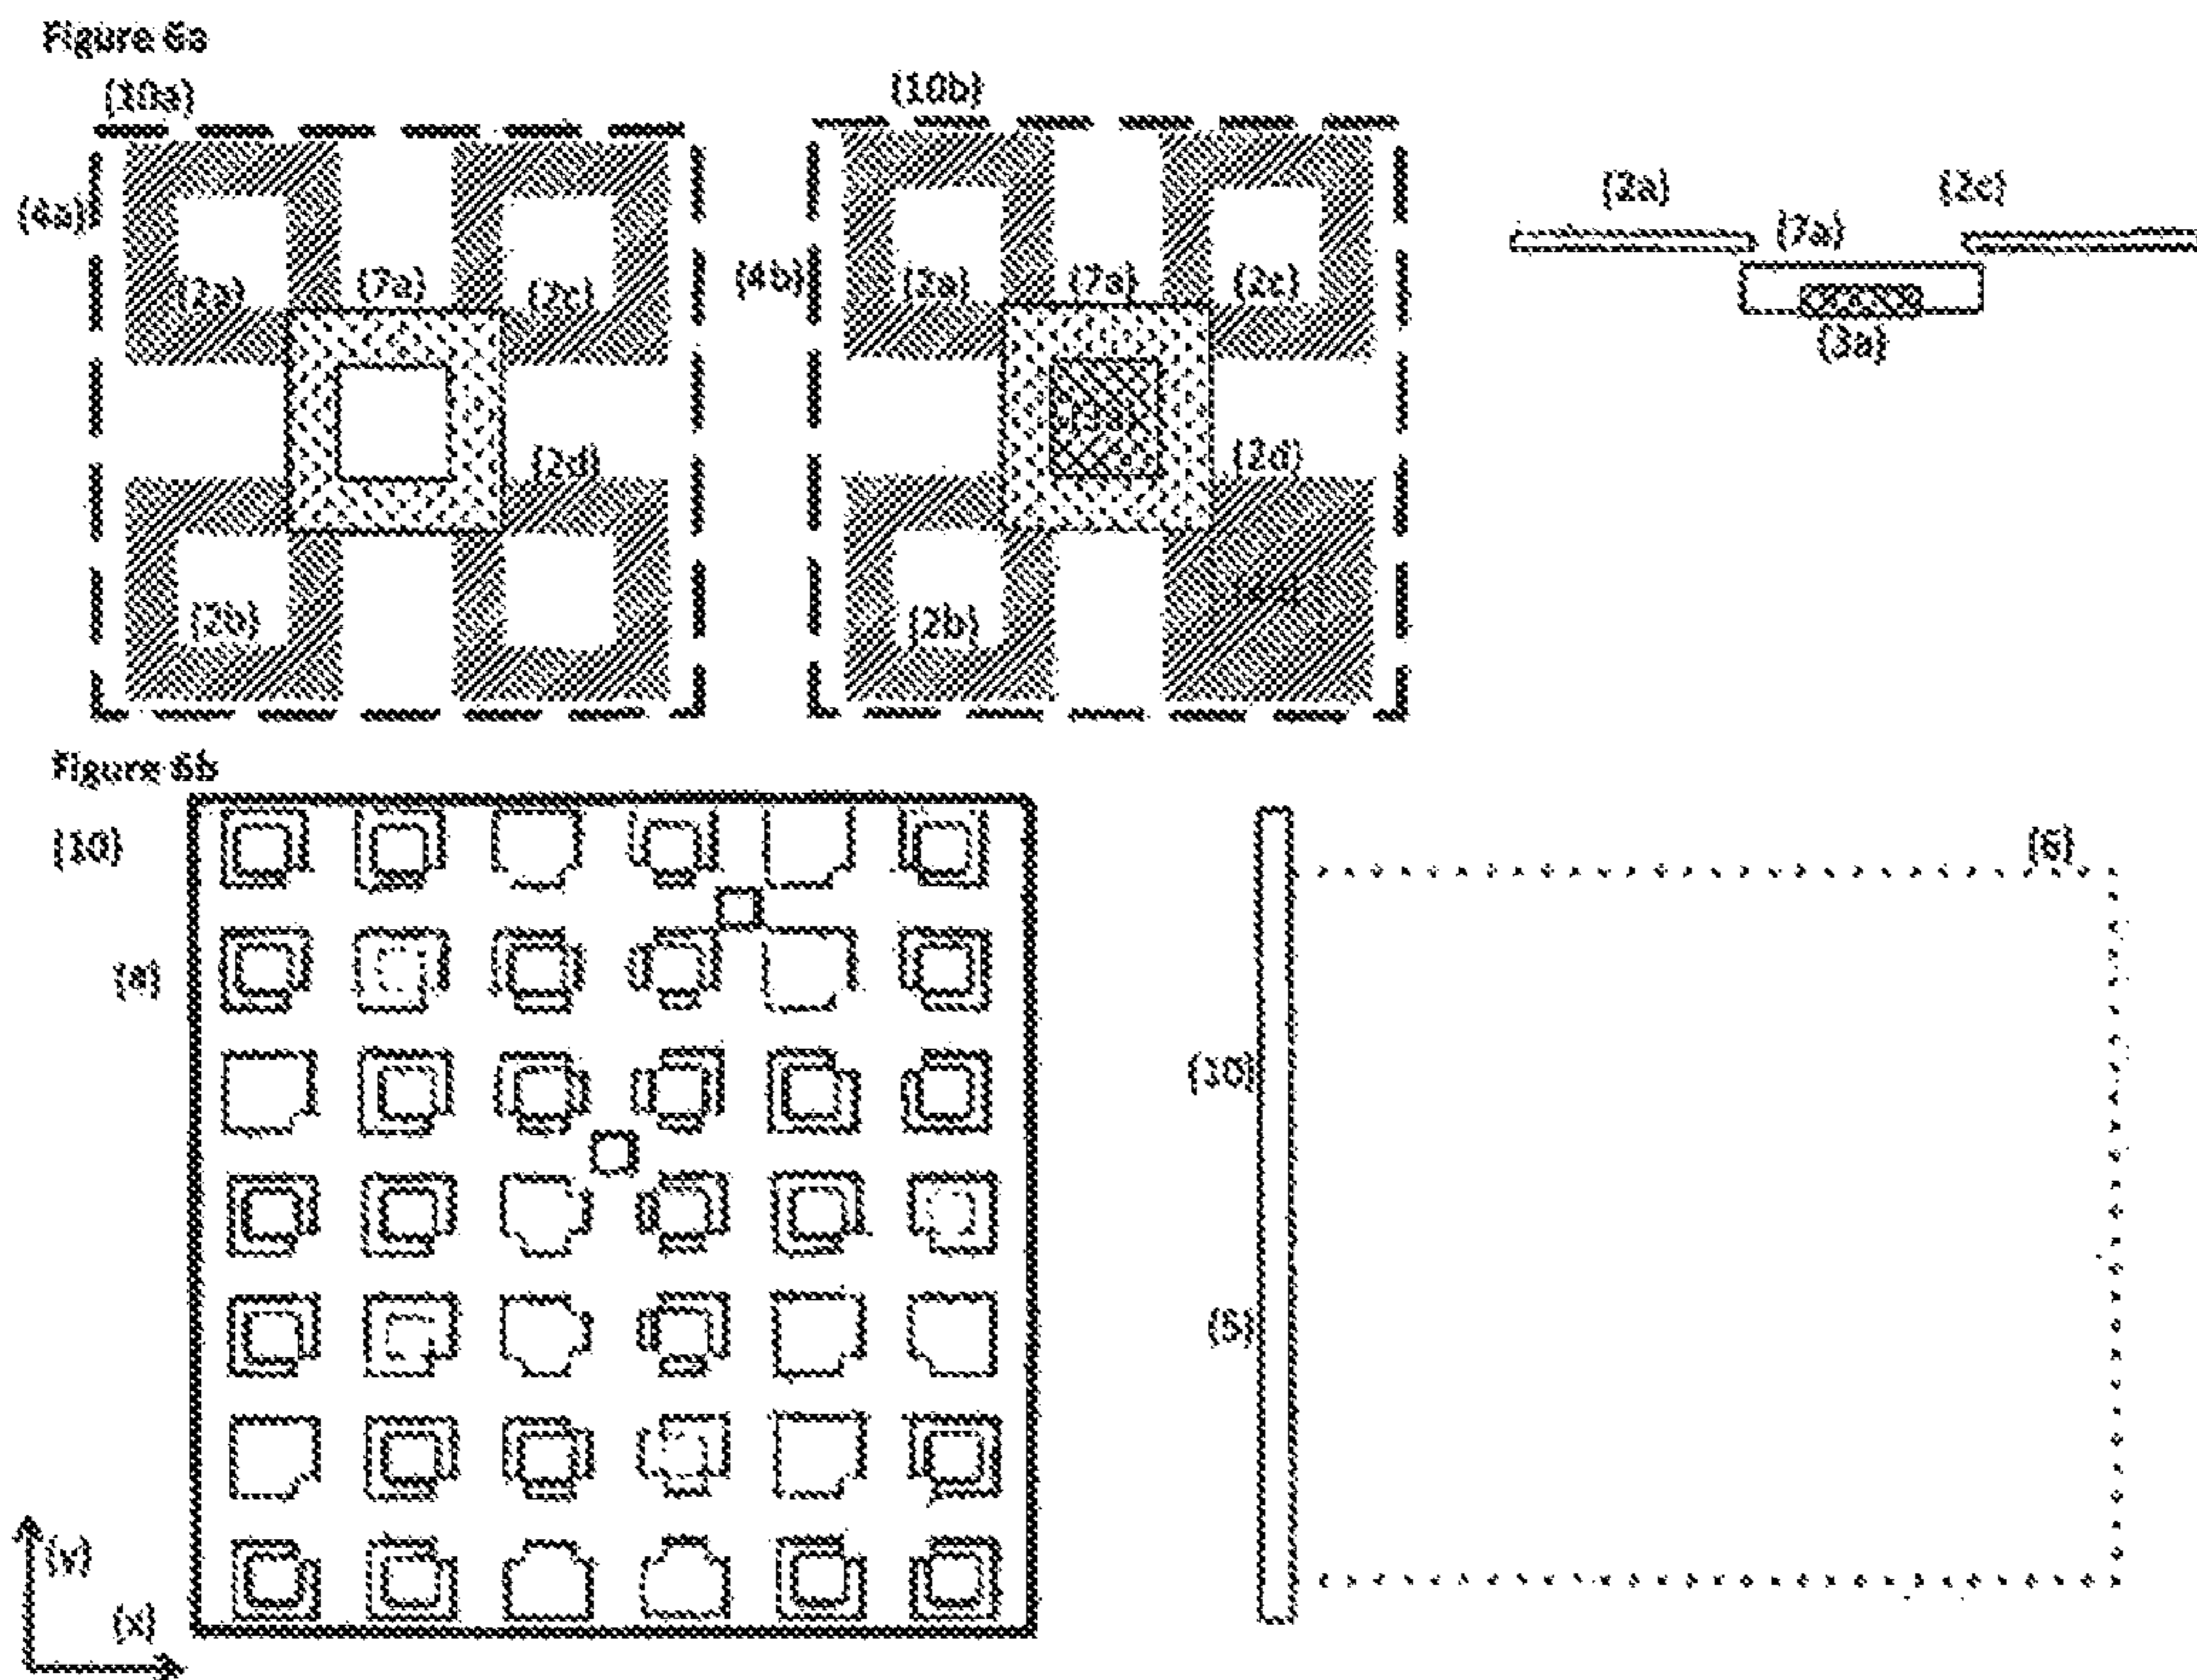 Figure 6a
(10a)
(10b)
(4a)
(2a)
(7a)
(2c)
(2d)
(2b)
(4b)
(2a)
(7a)
(2c)
(2d)
(2b)
(2a)
(2c)
(7a)
(3a)
Figure 6b
(10)
(6)
(10)
(5)
(y)
(x)